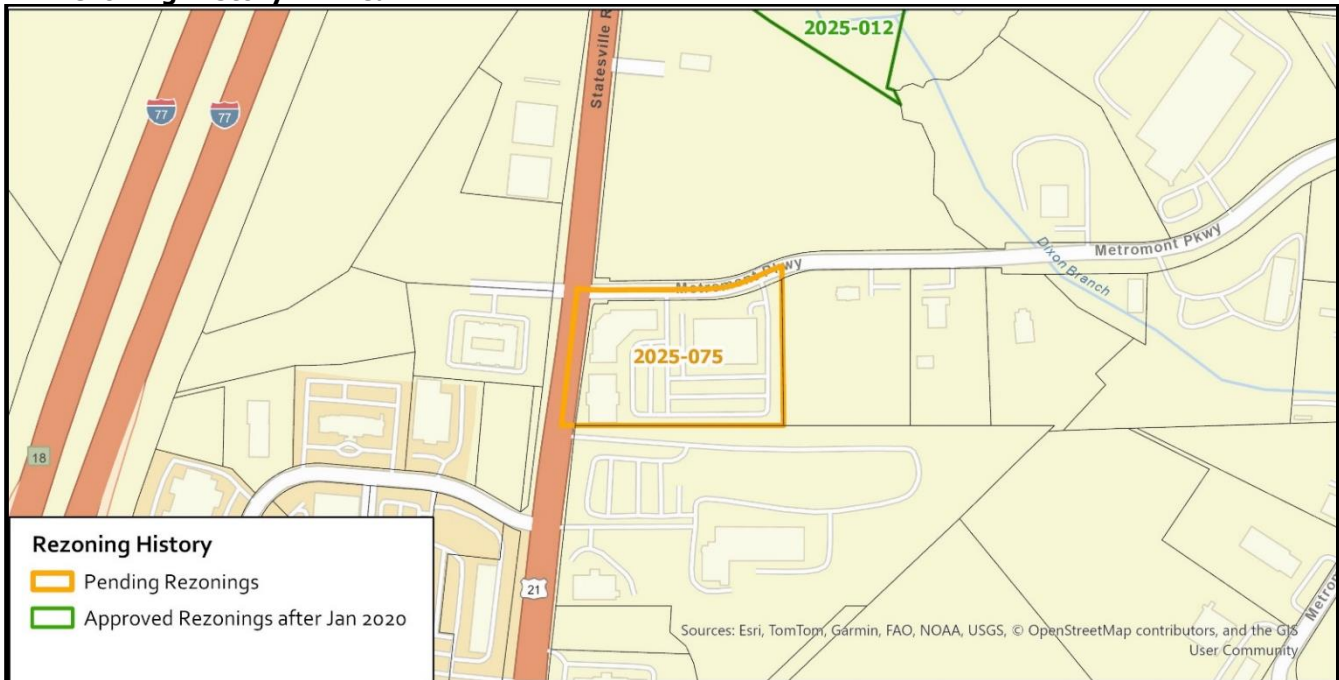 2025-012
Statesville R
77
77
Metromont Pkwy
Dixon Branch
Metromont Pkwy
2025-075
18
21
Rezoning History
Pending Rezonings
Approved Rezonings after Jan 2020
Metrom
Sources: Esri, TomTom, Garmin, FAO, NOAA, USGS, © OpenStreetMap contributors, and the GIS
User Community